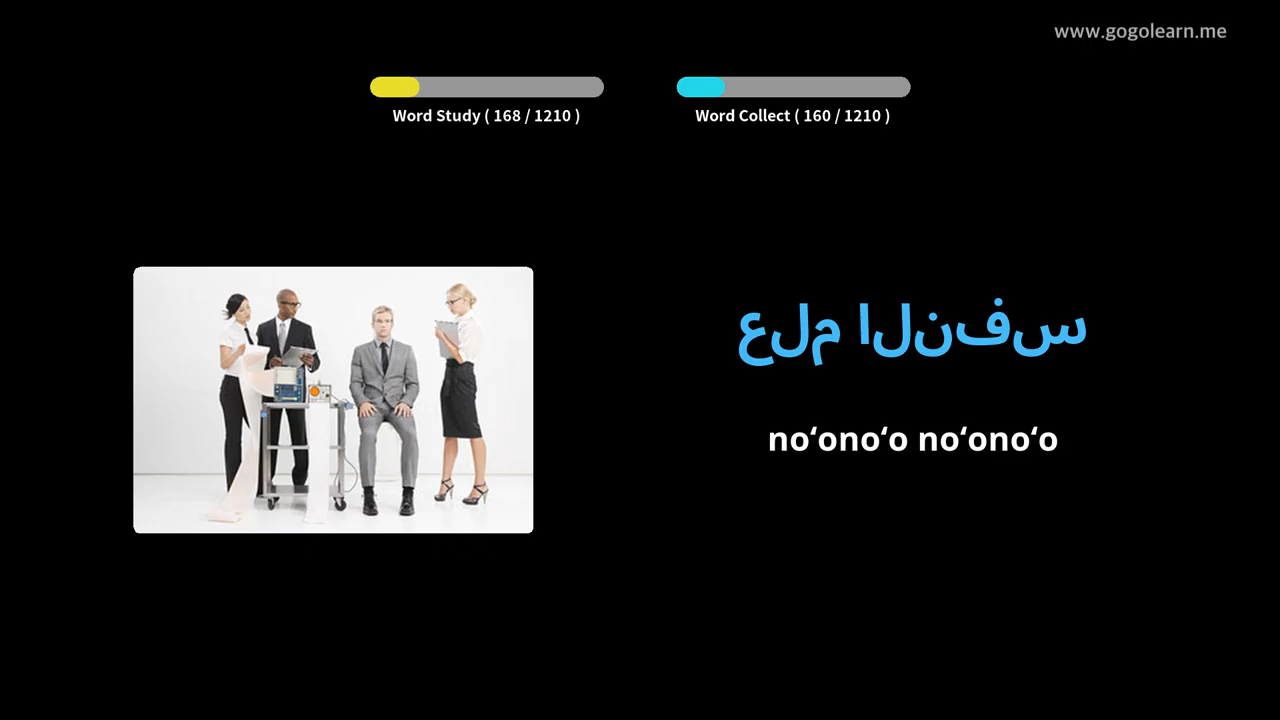 www.gogolearn.me
Word Study ( 168 / 1210 )
Word Collect ( 160 / 1210 )
علم النفس
noʻonoʻo noʻonoʻo